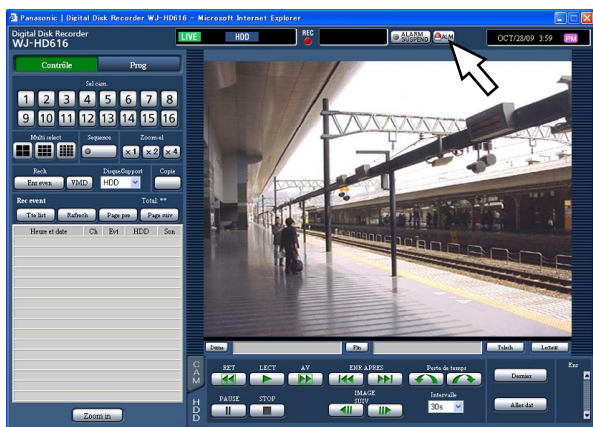 Panasonic | Digital Disk Recorder WJ-HD616 - Microsoft Internet Explorer
Digital Disk Recorder
WJ-HD616
LIVE HDD REC ALARM SUSPEND ALM OCT/28/09 3:59 PM
Contrôle Prog
Sel cam.
1 2 3 4 5 6 7 8
9 10 11 12 13 14 15 16
Multi select Sequence Zoom-el
x1 x2 x4
Rech DisqueSupport Copie
Enr even VMD HDD
Rec event Total: **
Tte list Rafresh Page pre Page suiv
Heure et date Ch Evt HDD Son
Zoom in
Dema Fin Telech Lecteur
CAM
HDD
RET LECT AV ENR APRES Perte de temps Enr
Dernier
PAUSE STOP IMAGE SUIV Intervalle
30s Aller dat